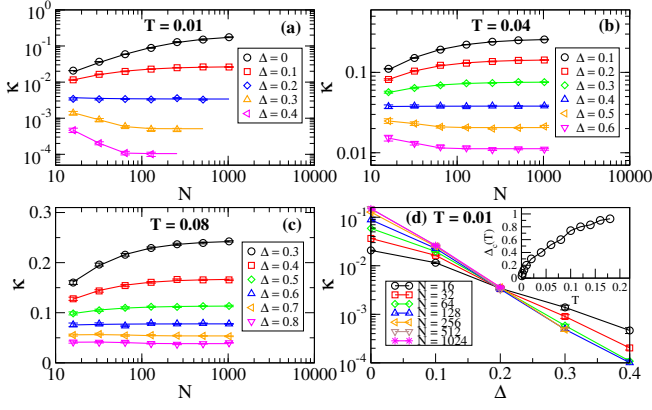 T = 0.01
(a)
10^0
10^-1
10^-2
10^-3
10^-4
κ
Δ = 0
Δ = 0.1
Δ = 0.2
Δ = 0.3
Δ = 0.4
10
100
1000
10000
N
T = 0.04
(b)
0.1
0.01
κ
Δ = 0.1
Δ = 0.2
Δ = 0.3
Δ = 0.4
Δ = 0.5
Δ = 0.6
10
100
1000
10000
N
T = 0.08
(c)
0.3
0.2
0.1
0
κ
Δ = 0.3
Δ = 0.4
Δ = 0.5
Δ = 0.6
Δ = 0.7
Δ = 0.8
10
100
1000
10000
N
(d)
T = 0.01
10^-1
10^-2
10^-3
10^-4
κ
N = 16
N = 32
N = 64
N = 128
N = 256
N = 512
N = 1024
0
0.1
0.2
0.3
0.4
Δ
1
0.8
0.6
0.4
0.2
0
Δc(T)
0
0.1
0.2
T